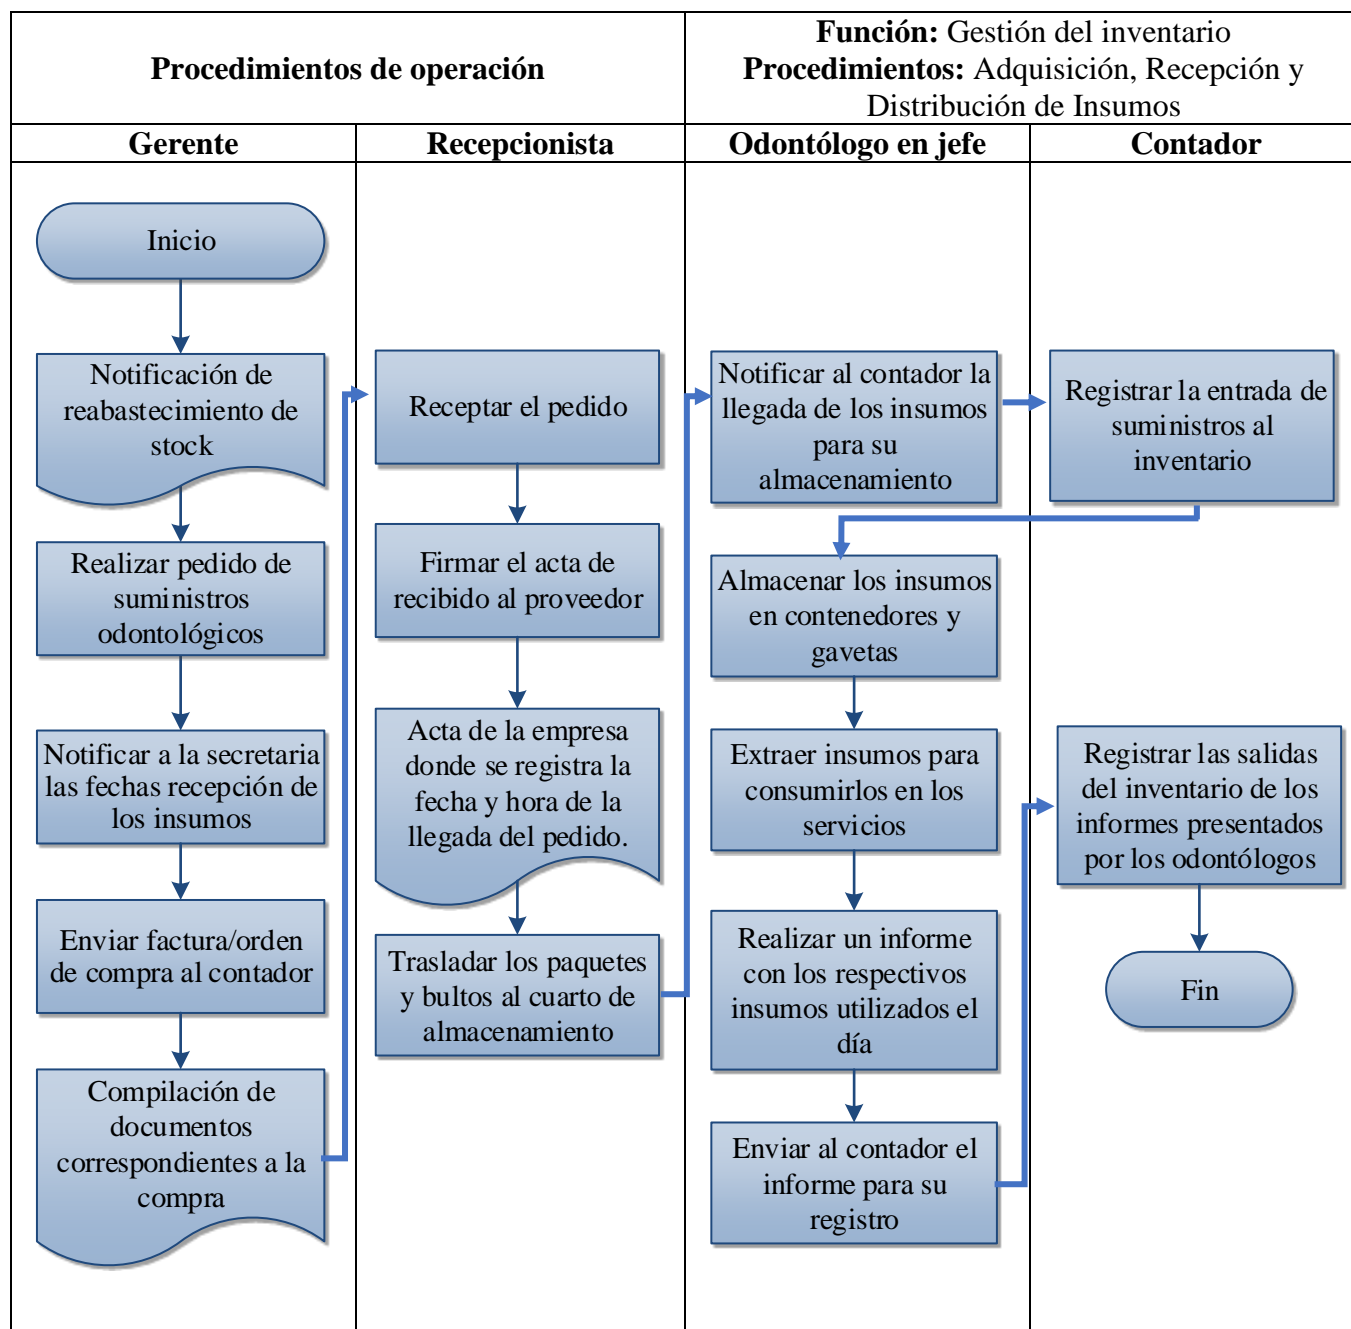 Procedimientos de operación
Función: Gestión del inventario
Procedimientos: Adquisición, Recepción y
Distribución de Insumos
Gerente
Recepcionista
Odontólogo en jefe
Contador
Inicio
Notificación de
reabastecimiento de
stock
Realizar pedido de
suministros
odontológicos
Notificar a la secretaria
las fechas recepción de
los insumos
Enviar factura/orden
de compra al contador
Compilación de
documentos
correspondientes a la
compra
Receptar el pedido
Firmar el acta de
recibido al proveedor
Acta de la empresa
donde se registra la
fecha y hora de la
llegada del pedido.
Trasladar los paquetes
y bultos al cuarto de
almacenamiento
Notificar al contador la
llegada de los insumos
para su
almacenamiento
Almacenar los insumos
en contenedores y
gavetas
Extraer insumos para
consumirlos en los
servicios
Realizar un informe
con los respectivos
insumos utilizados el
día
Enviar al contador el
informe para su
registro
Registrar la entrada de
suministros al
inventario
Registrar las salidas
del inventario de los
informes presentados
por los odontólogos
Fin